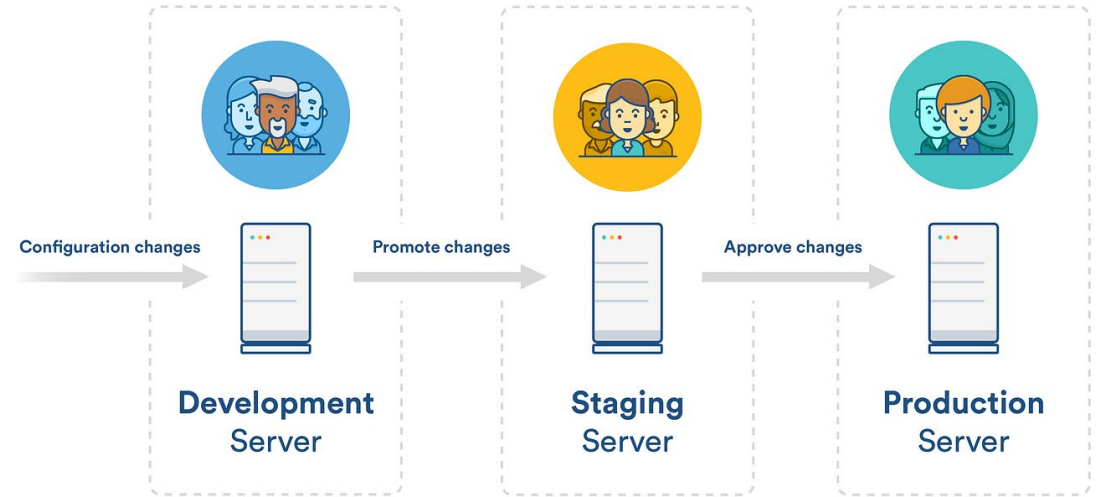 Configuration changes
Promote changes
Approve changes
Development
Server
Staging
Server
Production
Server